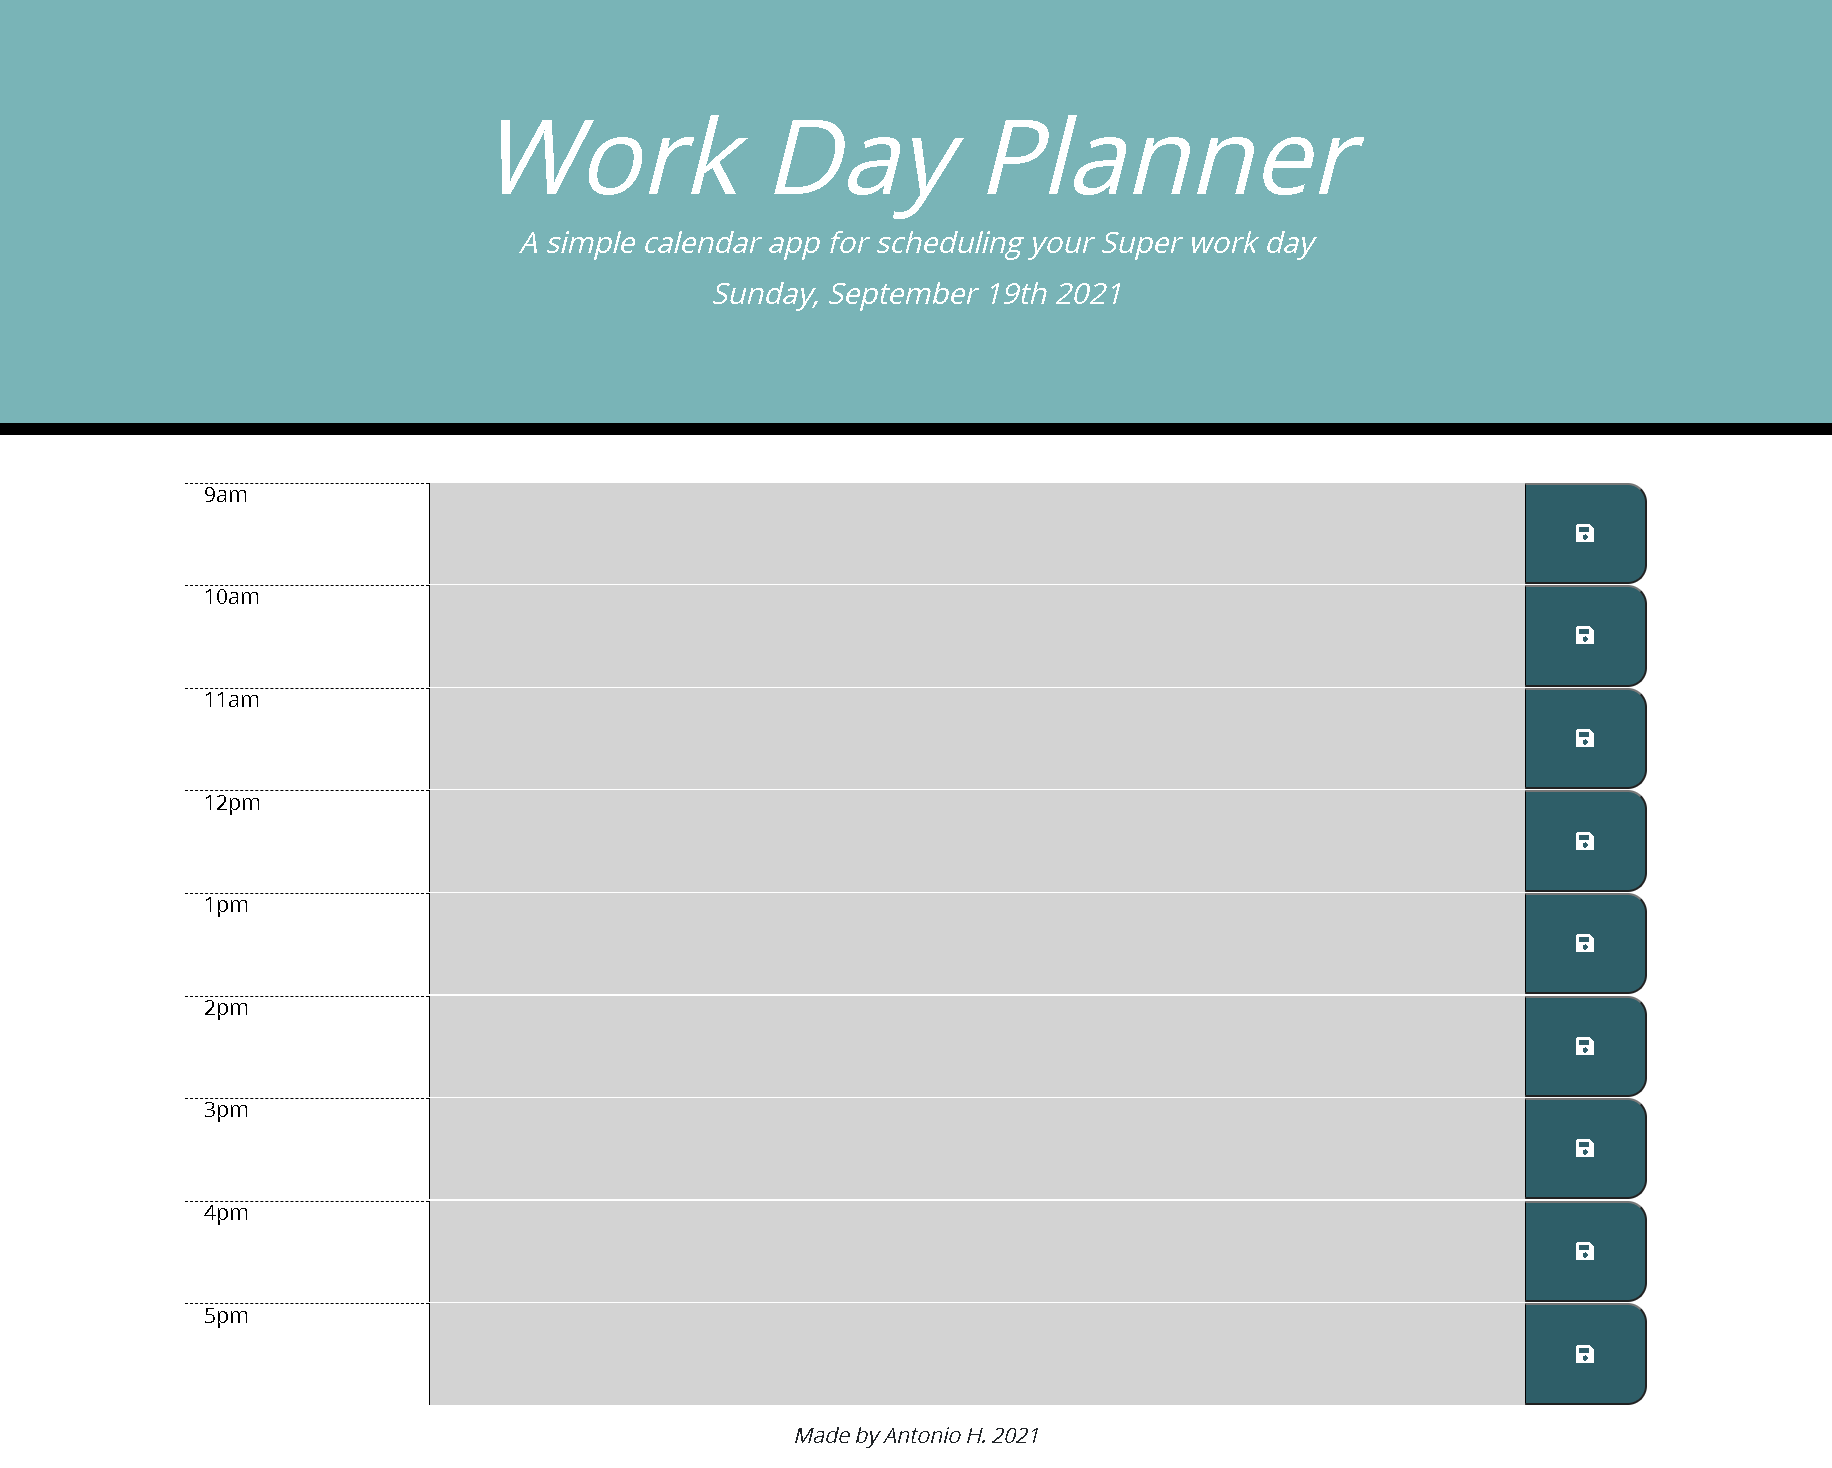 Work Day Planner
A simple calendar app for scheduling your Super work day
Sunday, September 19th 2021
9am
10am
11am
12pm
1pm
2pm
3pm
4pm
5pm
Made by Antonio H. 2021